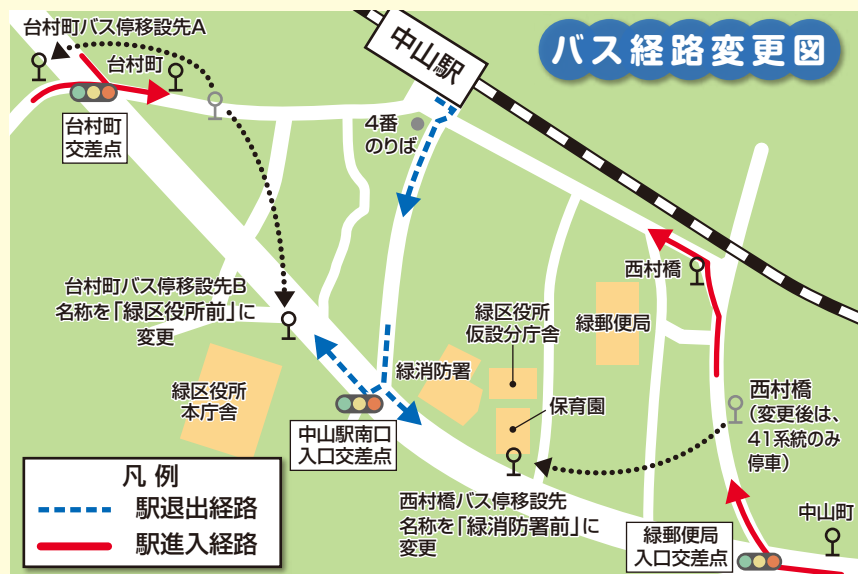 バス経路変更図
台村町バス停移設先A
台村町
中山駅
4番
のりば
台村町
交差点
西村橋
台村町バス停移設先B
名称を「緑区役所前」に
変更
緑区役所
仮設分庁舎
緑郵便局
緑消防署
緑区役所
本庁舎
保育園
西村橋
(変更後は、
41系統のみ
停車)
中山駅南口
入口交差点
凡例
駅退出経路
駅進入経路
西村橋バス停移設先
名称を「緑消防署前」に
変更
緑郵便局
入口交差点
中山町